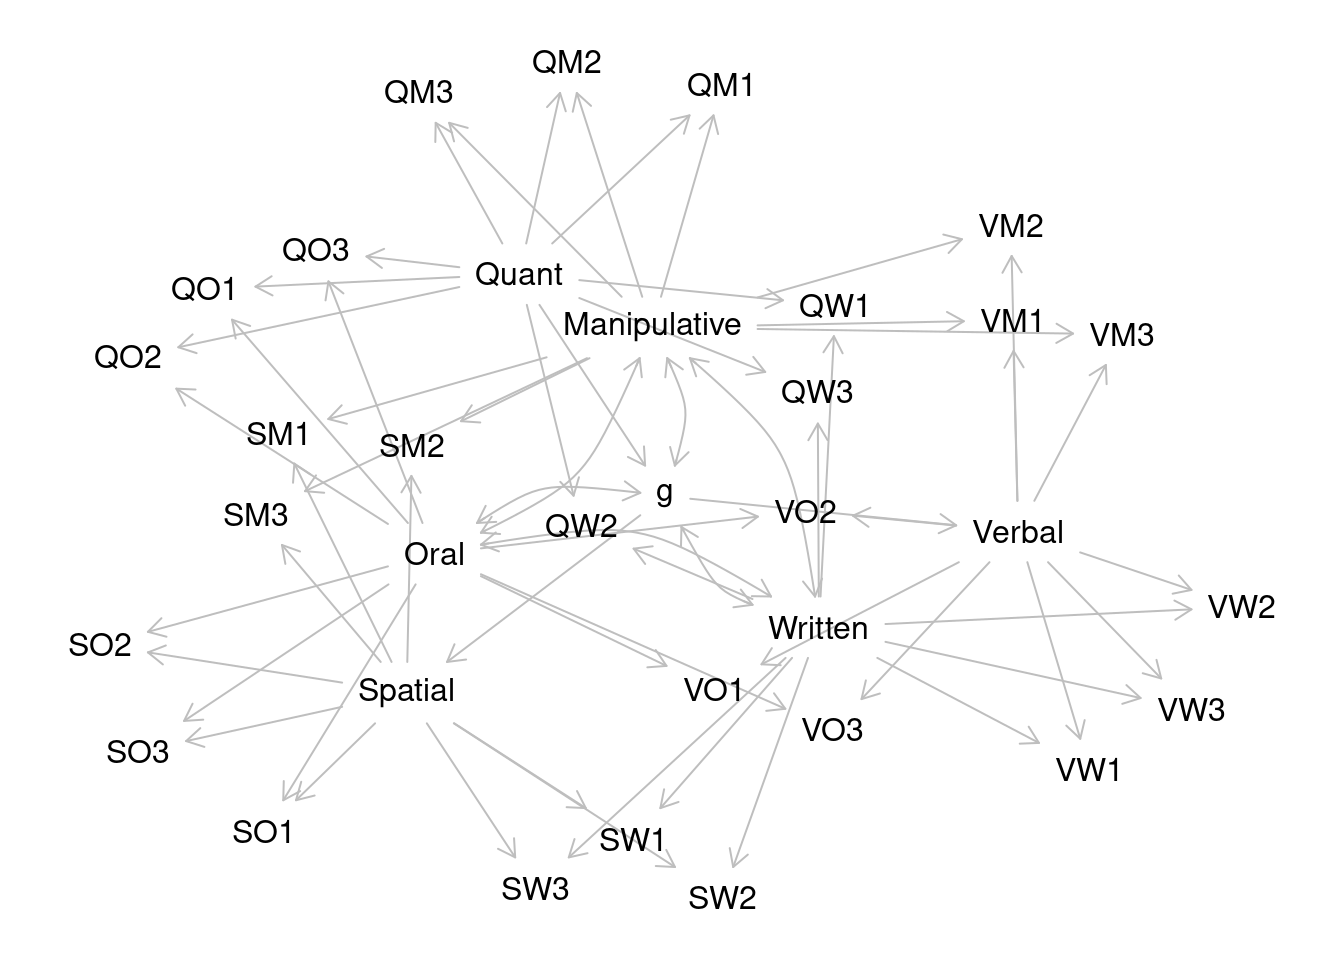 QM2
QM1
QM3
VM2
QO3
Quant
QO1
QW1
VM1
Manipulative
VM3
QO2
QW3
SM1
SM2
g
VO2
SM3
QW2
Verbal
Oral
VW2
Written
SO2
Spatial
VO1
VW3
VO3
SO3
VW1
SO1
SW1
SW3
SW2